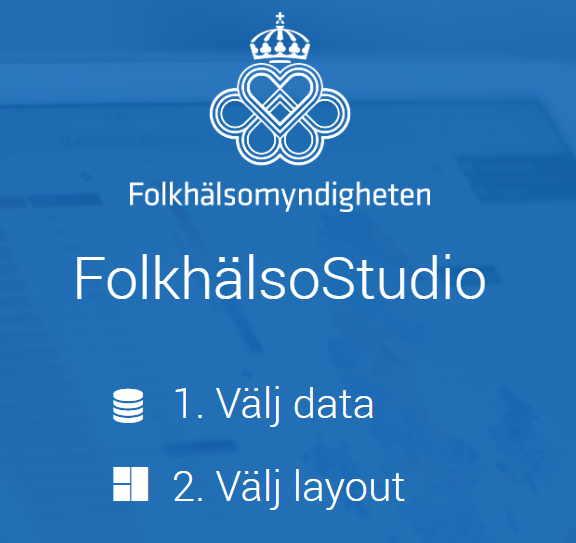 Folkhälsomyndigheten
FolkhälsoStudio
1. Välj data
2. Välj layout